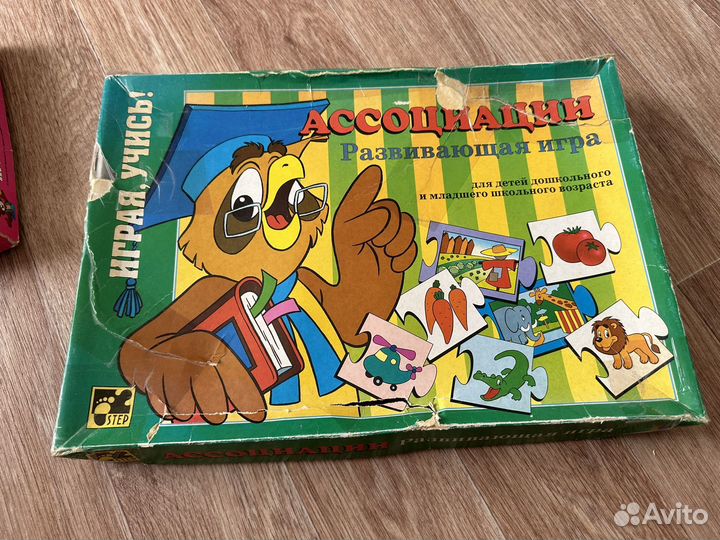 ИГРАЯ, УЧИСЬ!
АССОЦИАЦИИ
Развивающая игра
для детей дошкольного
и младшего школьного возраста
STEP
АССОЦИАЦИИ Развивающая игра
Avito